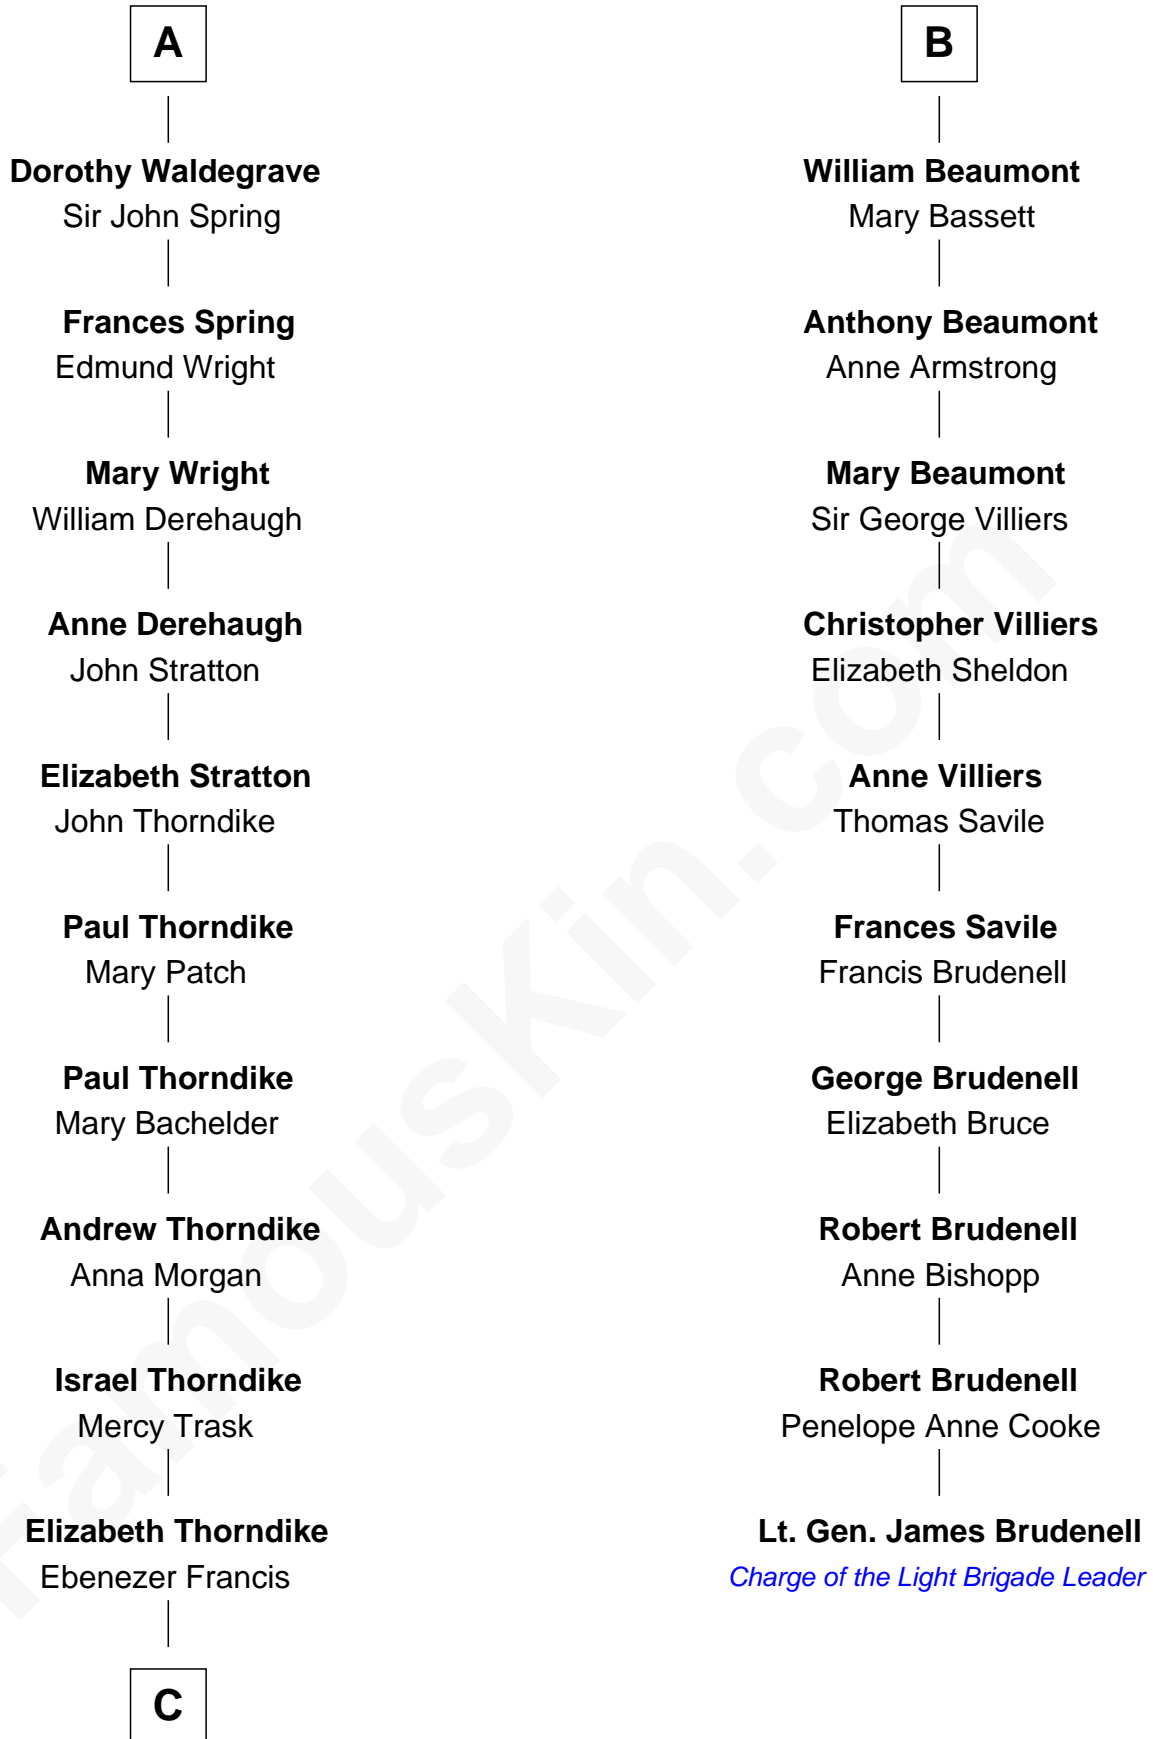 A
Dorothy Waldegrave
Sir John Spring
Frances Spring
Edmund Wright
Mary Wright
William Derehaugh
Anne Derehaugh
John Stratton
Elizabeth Stratton
John Thorndike
Paul Thorndike
Mary Patch
Paul Thorndike
Mary Bachelder
Andrew Thorndike
Anna Morgan
Israel Thorndike
Mercy Trask
Elizabeth Thorndike
Ebenezer Francis
C
B
William Beaumont
Mary Bassett
Anthony Beaumont
Anne Armstrong
Mary Beaumont
Sir George Villiers
Christopher Villiers
Elizabeth Sheldon
Anne Villiers
Thomas Savile
Frances Savile
Francis Brudenell
George Brudenell
Elizabeth Bruce
Robert Brudenell
Anne Bishopp
Robert Brudenell
Penelope Anne Cooke
Lt. Gen. James Brudenell
Charge of the Light Brigade Leader
FamousKin.com